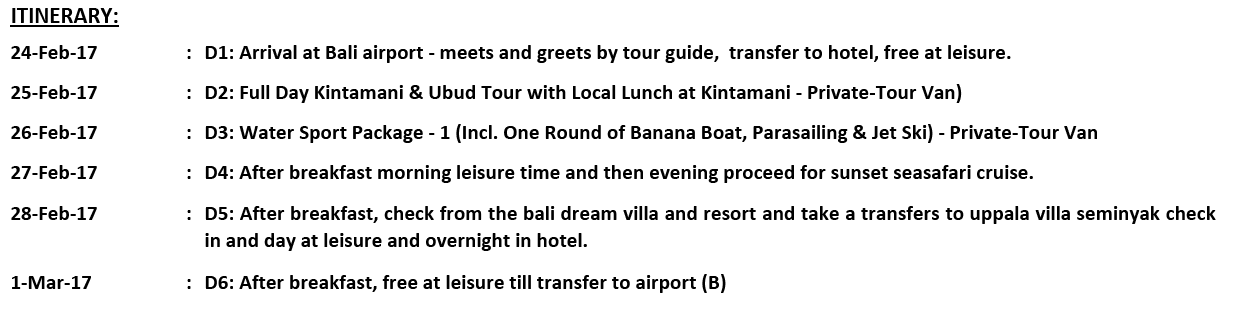 ITINERARY:
24-Feb-17 : D1: Arrival at Bali airport - meets and greets by tour guide, transfer to hotel, free at leisure.
25-Feb-17 : D2: Full Day Kintamani & Ubud Tour with Local Lunch at Kintamani - Private-Tour Van)
26-Feb-17 : D3: Water Sport Package - 1 (Incl. One Round of Banana Boat, Parasailing & Jet Ski) - Private-Tour Van
27-Feb-17 : D4: After breakfast morning leisure time and then evening proceed for sunset seasafari cruise.
28-Feb-17 : D5: After breakfast, check from the bali dream villa and resort and take a transfers to uppala villa seminyak check
in and day at leisure and overnight in hotel.
1-Mar-17 : D6: After breakfast, free at leisure till transfer to airport (B)